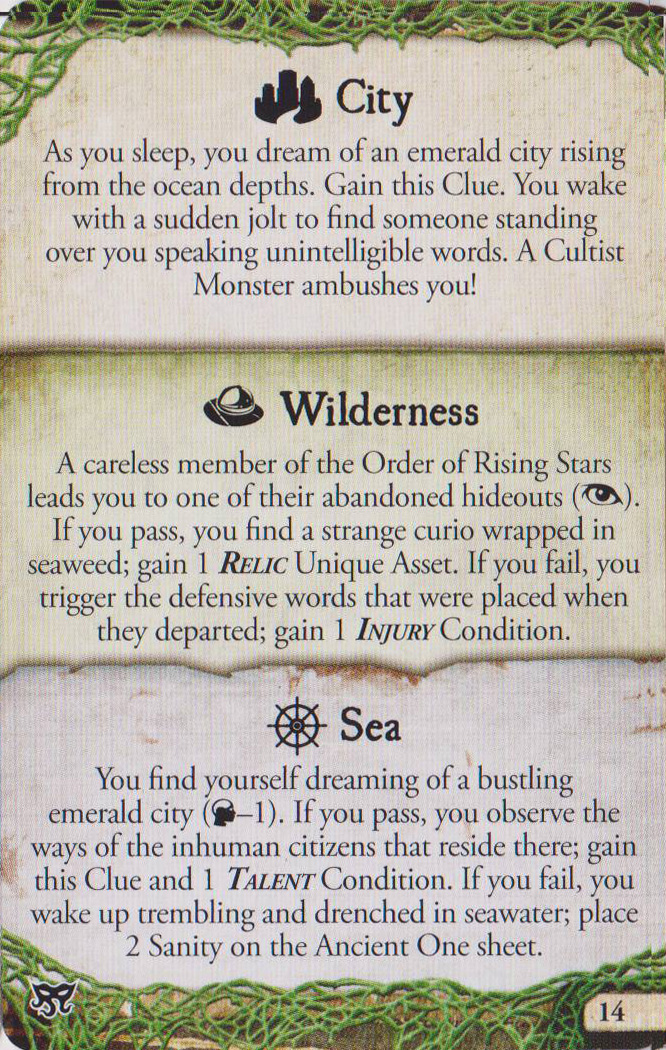 City
As you sleep, you dream of an emerald city rising
from the ocean depths. Gain this Clue. You wake
with a sudden jolt to find someone standing
over you speaking unintelligible words. A Cultist
Monster ambushes you!
Wilderness
A careless member of the Order of Rising Stars
leads you to one of their abandoned hideouts ( ).
If you pass, you find a strange curio wrapped in
seaweed; gain 1 RELIC Unique Asset. If you fail, you
trigger the defensive words that were placed when
they departed; gain 1 INJURY Condition.
Sea
You find yourself dreaming of a bustling
emerald city ( –1). If you pass, you observe the
ways of the inhuman citizens that reside there; gain
this Clue and 1 TALENT Condition. If you fail, you
wake up trembling and drenched in seawater; place
2 Sanity on the Ancient One sheet.
14